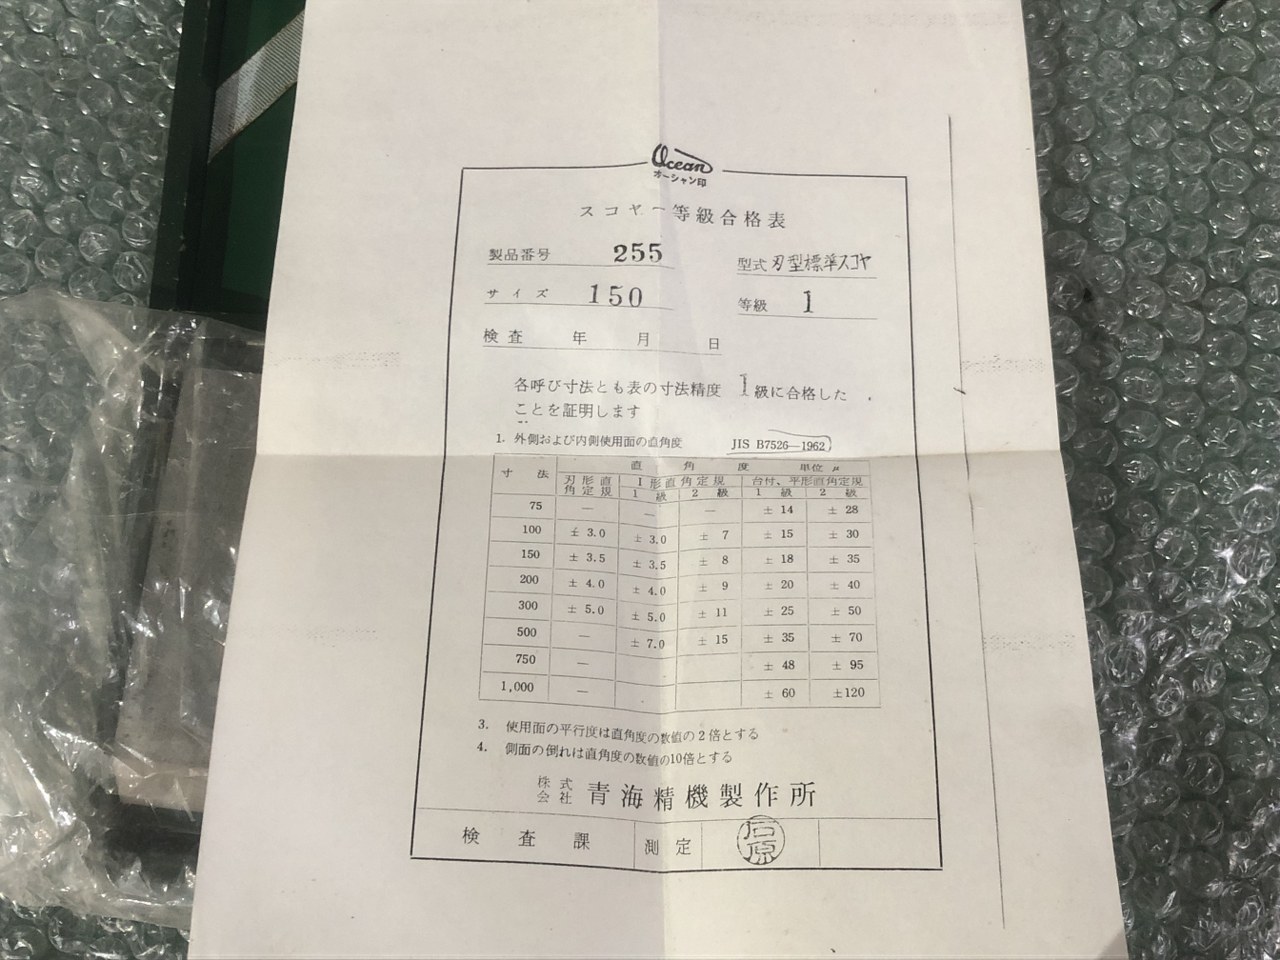 Ocean
オーシャン印
スコヤー等級合格表
製品番号 255
型式 刃型標準スコヤ
サイズ 150
等級 1
検査 年 月 日
各呼び寸法とも表の寸法精度 1級に合格した
ことを証明します
1. 外側および内側使用面の直角度 JIS B7526—1962)
寸法 直角度 単位 μ
刃形直角定規 I形直角定規 台付、平形直角定規
1級 2級 1級 2級
75 — — — ±14 ±28
100 ±3.0 ±3.0 ±7 ±15 ±30
150 ±3.5 ±3.5 ±8 ±18 ±35
200 ±4.0 ±4.0 ±9 ±20 ±40
300 ±5.0 ±5.0 ±11 ±25 ±50
500 — ±7.0 ±15 ±35 ±70
750 — ±48 ±95
1,000 — ±60 ±120
3. 使用面の平行度は直角度の数値の2倍とする
4. 側面の倒れは直角度の数値の10倍とする
株式会社 青海精機製作所
検査課 測定 石原